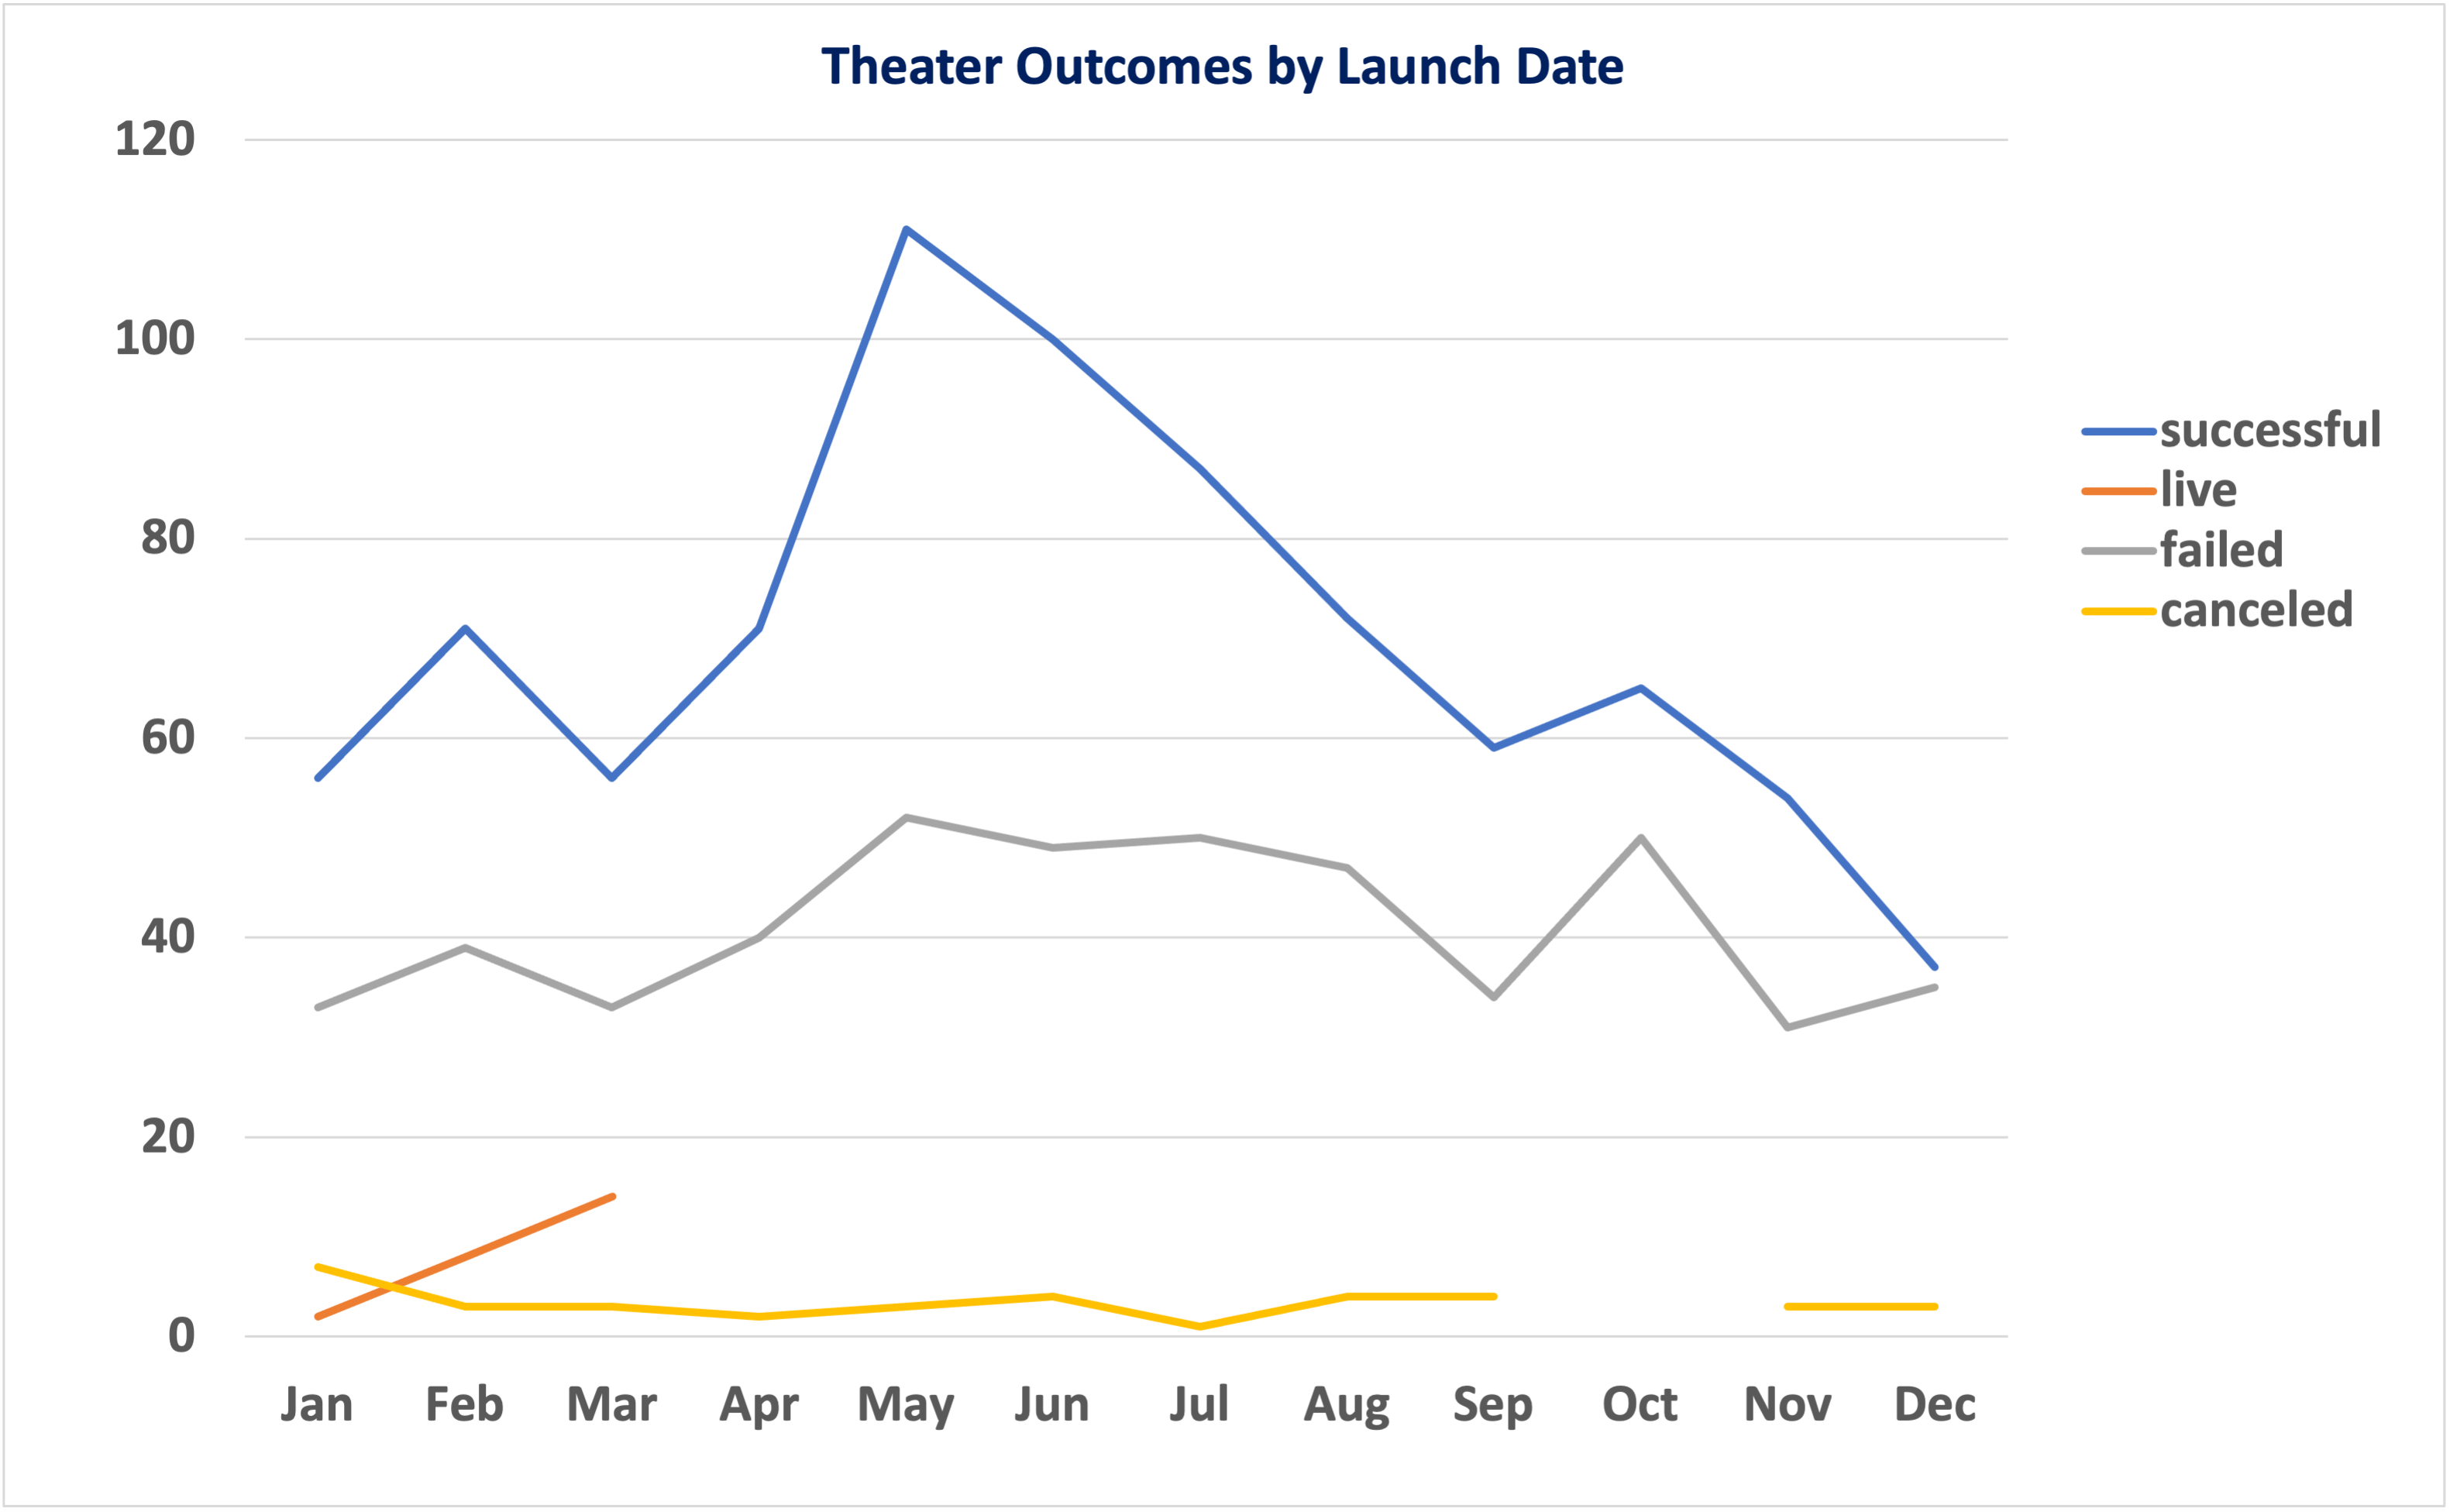 Theater Outcomes by Launch Date
120
100
80
60
40
20
0
Jan Feb Mar Apr May Jun Jul Aug Sep Oct Nov Dec
successful
live
failed
canceled